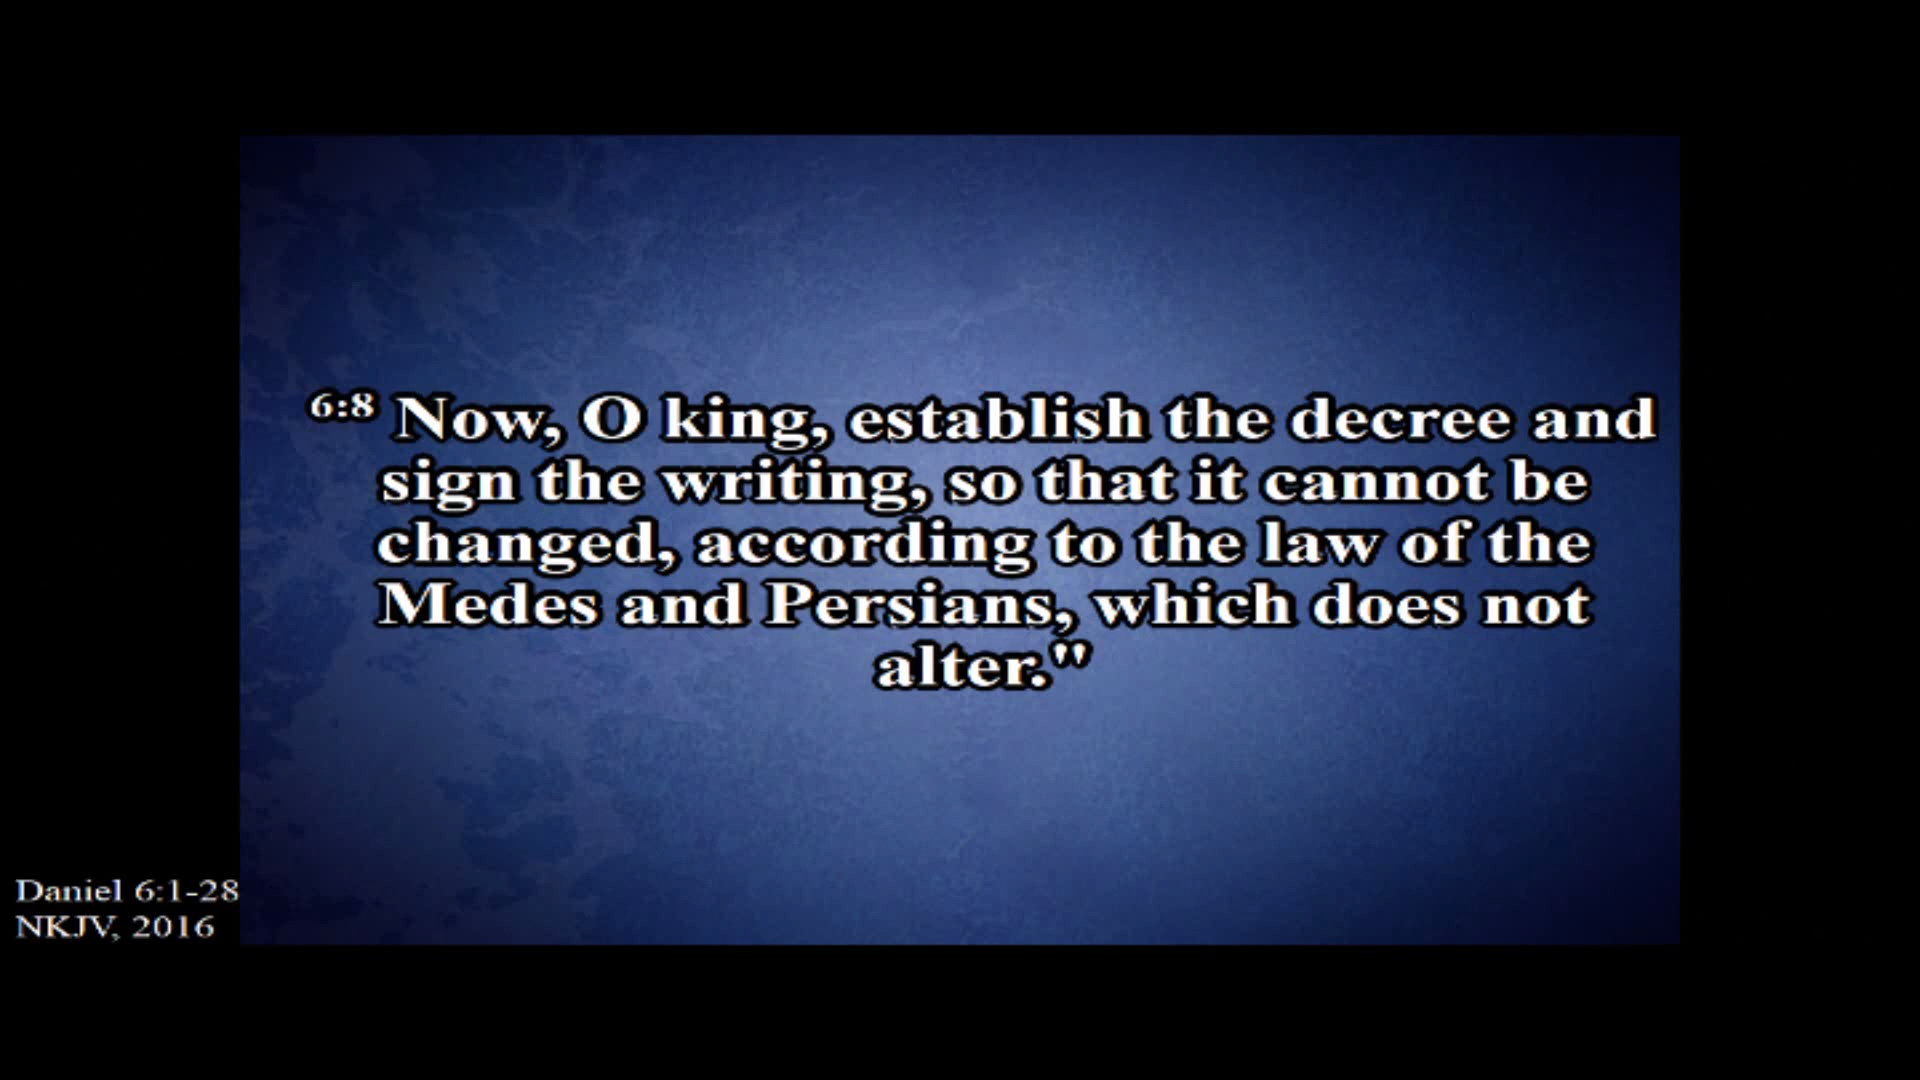 6:8 Now, O king, establish the decree and
sign the writing, so that it cannot be
changed, according to the law of the
Medes and Persians, which does not
alter."
Daniel 6:1-28
NKJV, 2016